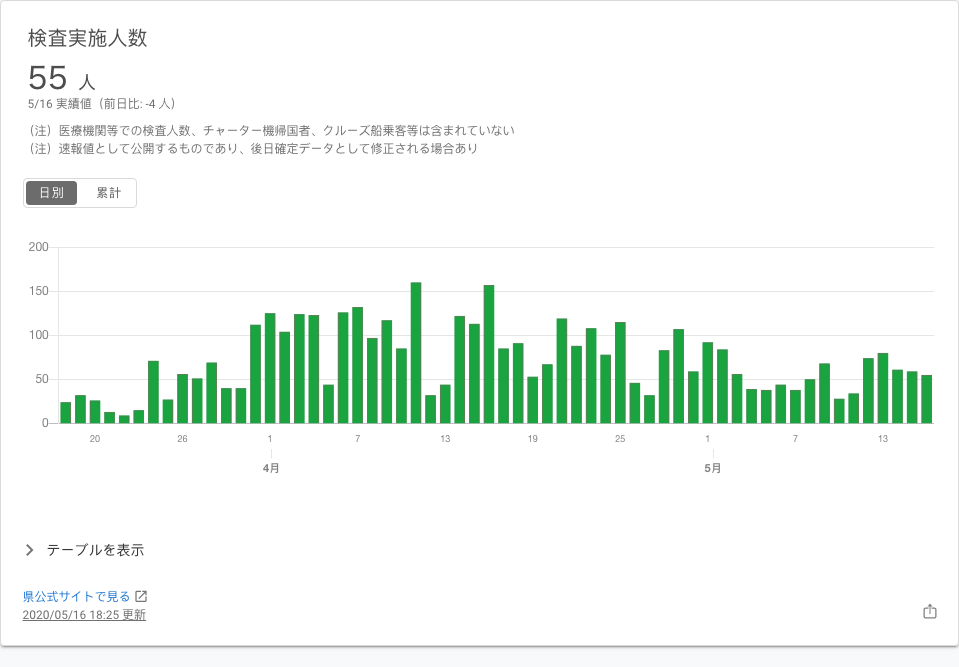 検査実施人数
55 人
5/16 実績値（前日比: -4 人）
（注）医療機関等での検査人数、チャーター機帰国者、クルーズ船乗客等は含まれていない
（注）速報値として公開するものであり、後日確定データとして修正される場合あり
日別 累計
200
150
100
50
0
20 26 1 7 13 19 25 1 7 13
4月 5月
テーブルを表示
県公式サイトで見る
2020/05/16 18:25 更新